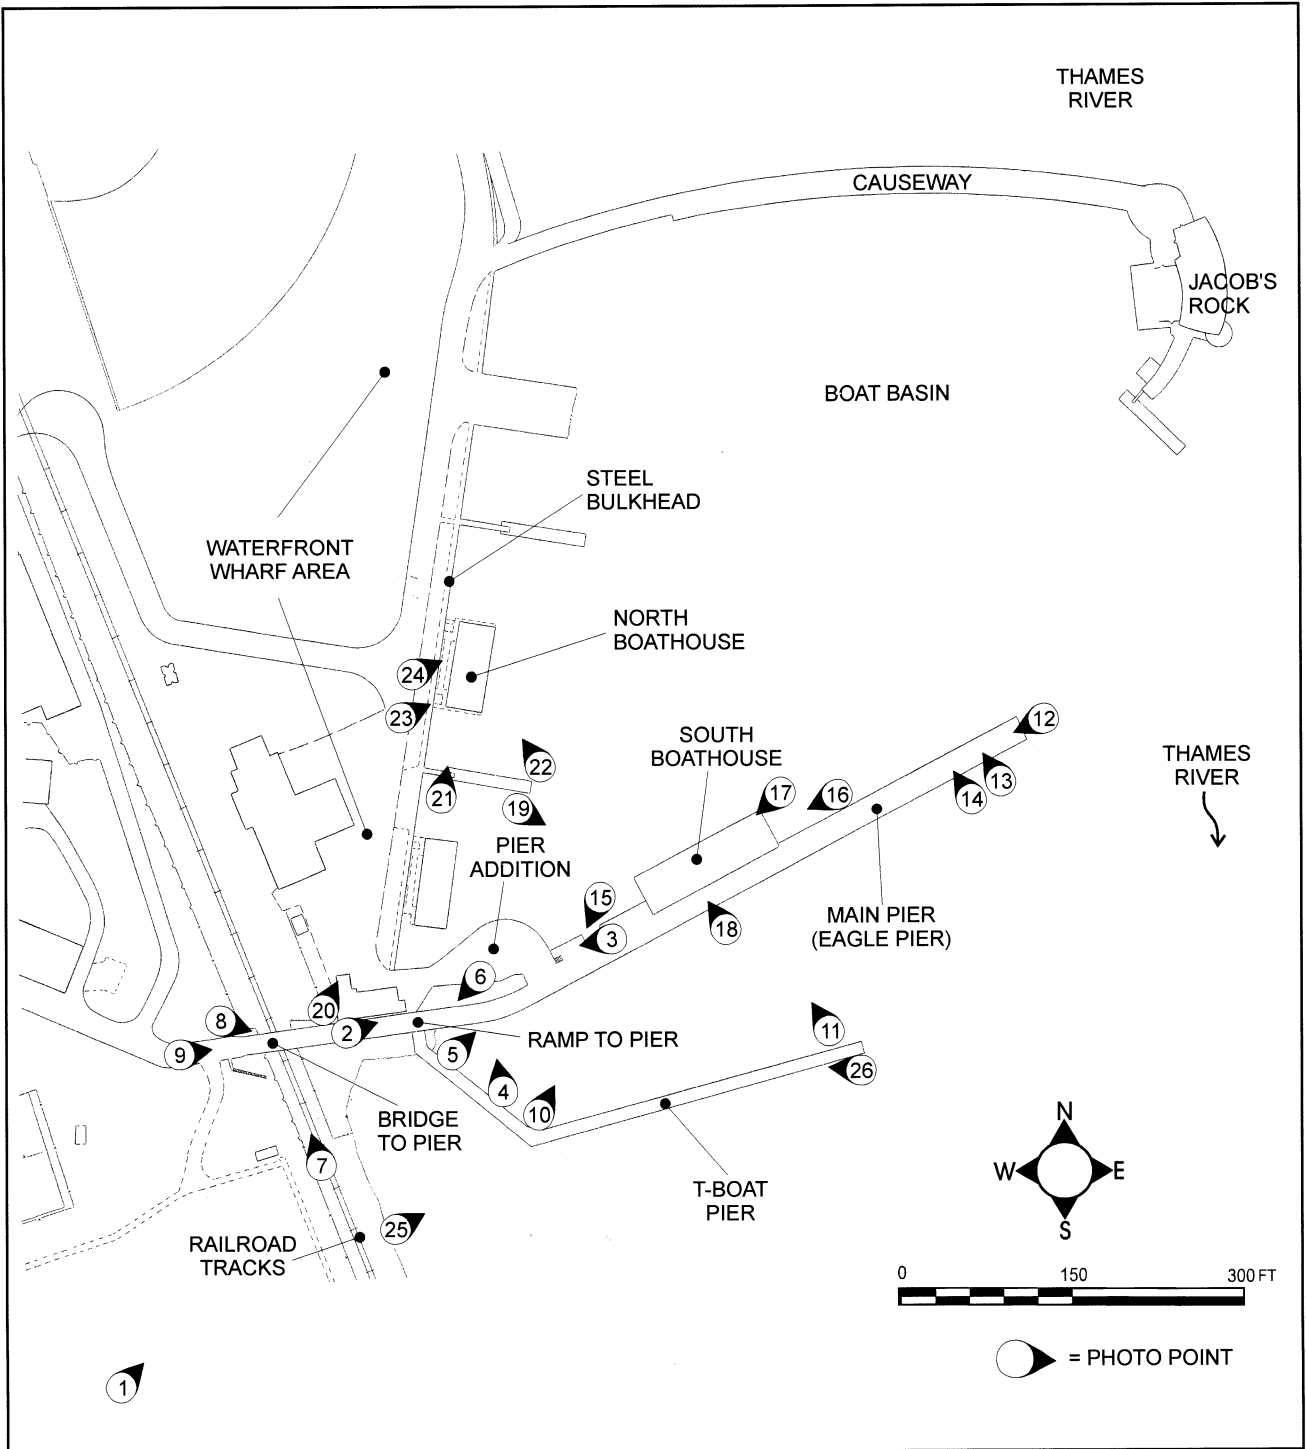 THAMES
RIVER
CAUSEWAY
JACOB'S
ROCK
BOAT BASIN
STEEL
BULKHEAD
WATERFRONT
WHARF AREA
NORTH
BOATHOUSE
24
23
SOUTH
BOATHOUSE
12
THAMES
RIVER
22
21
19
17
16
13
14
PIER
ADDITION
15
3
18
MAIN PIER
(EAGLE PIER)
6
20
8
2
9
RAMP TO PIER
5
11
26
4
10
BRIDGE
TO PIER
7
T-BOAT
PIER
N
W
E
S
25
RAILROAD
TRACKS
0 150 300 FT
= PHOTO POINT
1